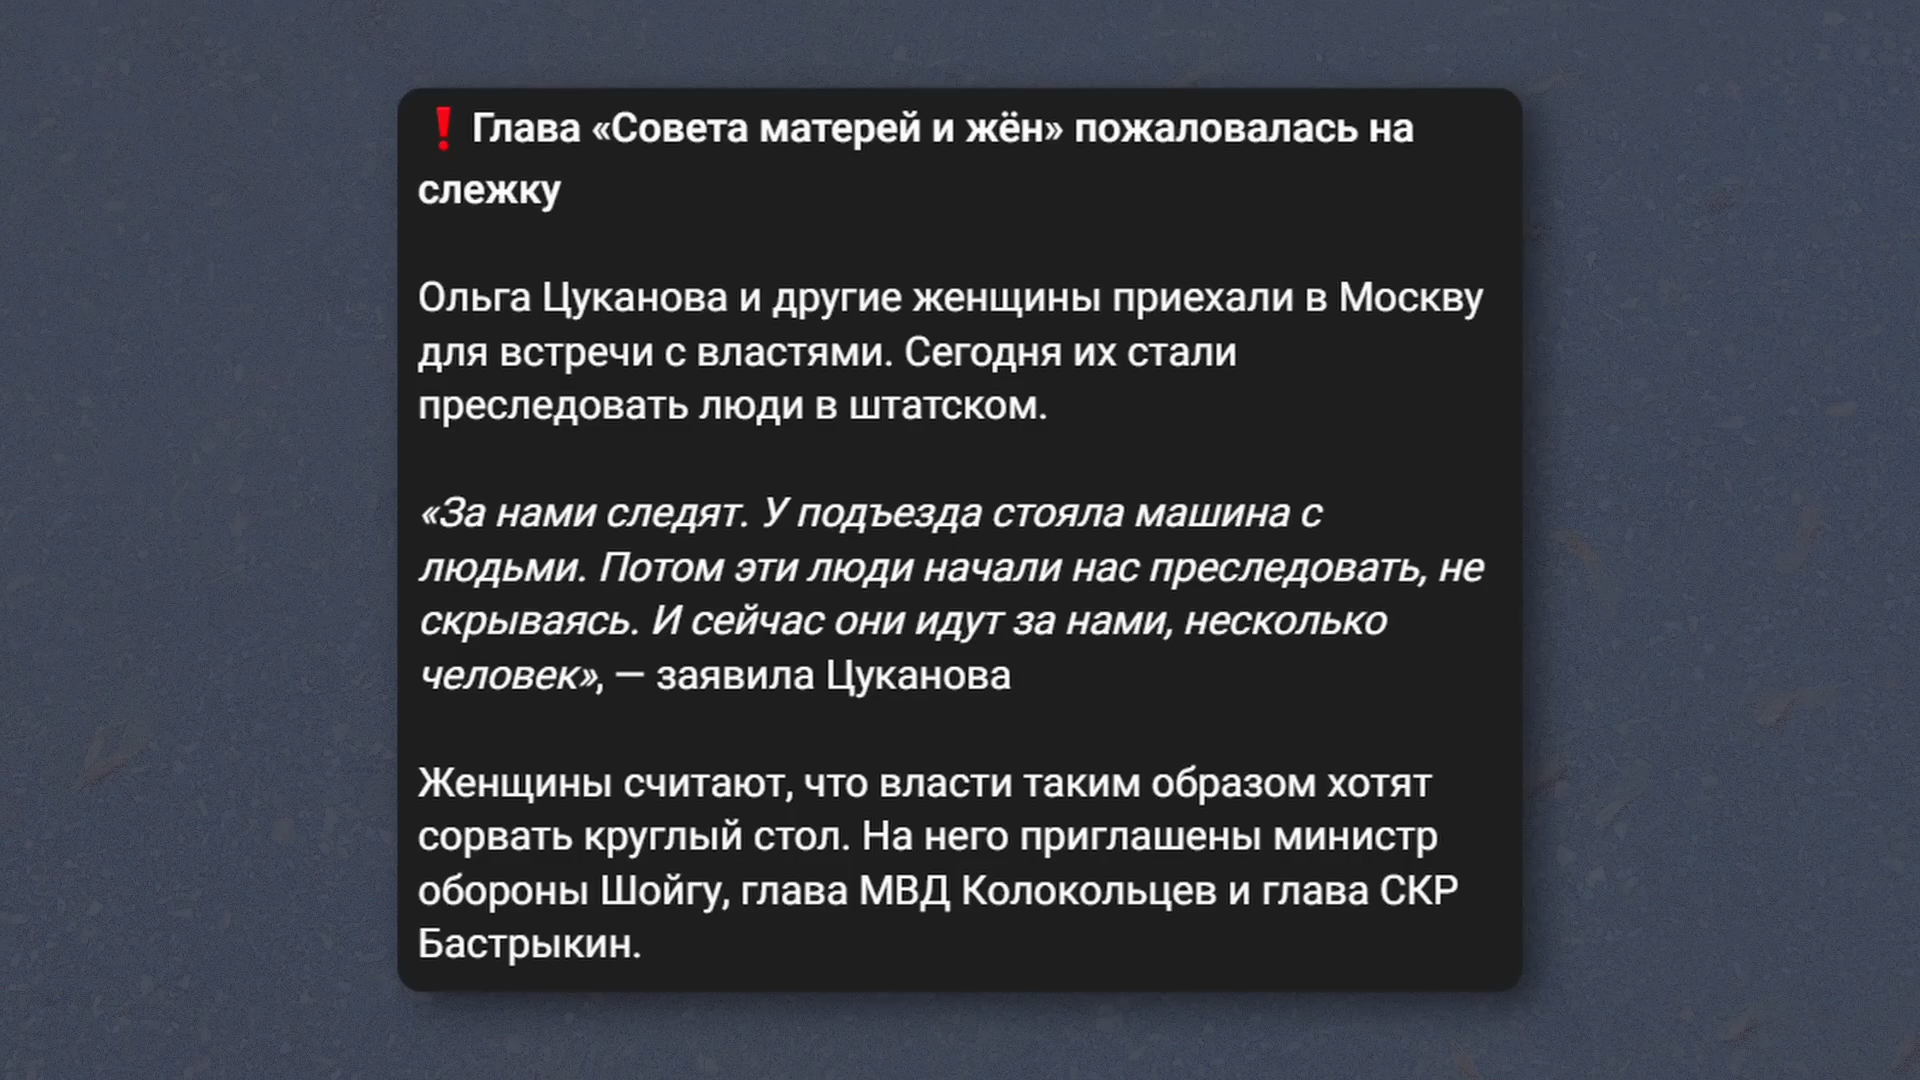 ❗ Глава «Совета матерей и жён» пожаловалась на
слежку
Ольга Цуканова и другие женщины приехали в Москву
для встречи с властями. Сегодня их стали
преследовать люди в штатском.
«За нами следят. У подъезда стояла машина с
людьми. Потом эти люди начали нас преследовать, не
скрываясь. И сейчас они идут за нами, несколько
человек», — заявила Цуканова
Женщины считают, что власти таким образом хотят
сорвать круглый стол. На него приглашены министр
обороны Шойгу, глава МВД Колокольцев и глава СКР
Бастрыкин.